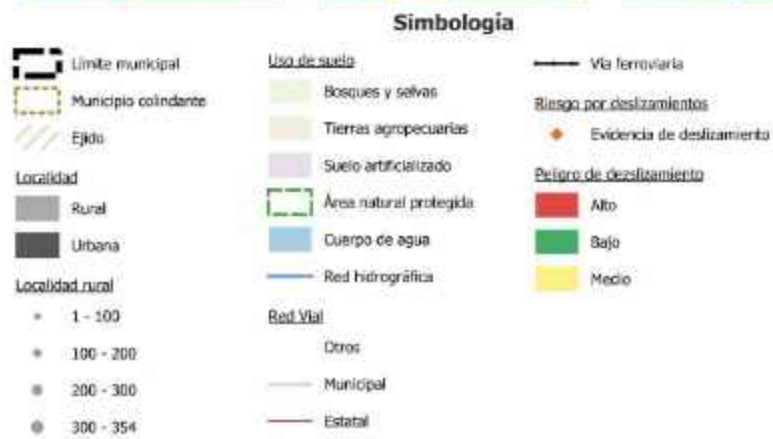 Simbología
Límite municipal
Municipio colindante
Ejido
Localidad
Rural
Urbana
Localidad rural
1 - 100
100 - 200
200 - 300
300 - 354
Uso de suelo
Bosques y selvas
Tierras agropecuarias
Suelo artificializado
Área natural protegida
Cuerpo de agua
Red hidrográfica
Red Vial
Otros
Municipal
Estatal
Vía ferroviaria
Riesgo por deslizamientos
Evidencia de deslizamiento
Peligro de dezslizamiento
Alto
Bajo
Medio